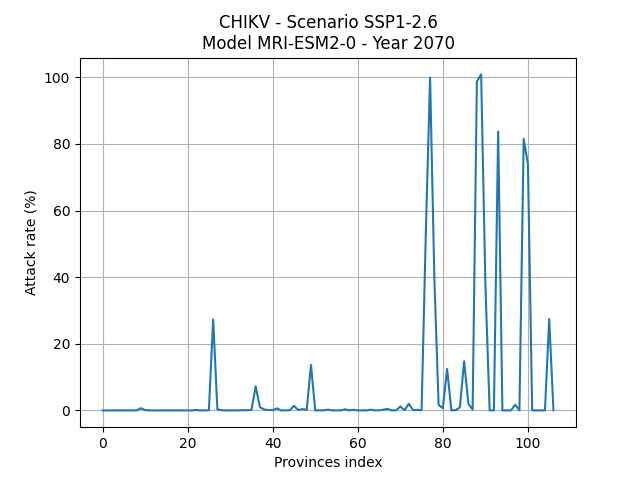 CHIKV - Scenario SSP1-2.6
Model MRI-ESM2-0 - Year 2070
100
80
60
40
20
0
Attack rate (%)
0 20 40 60 80 100
Provinces index